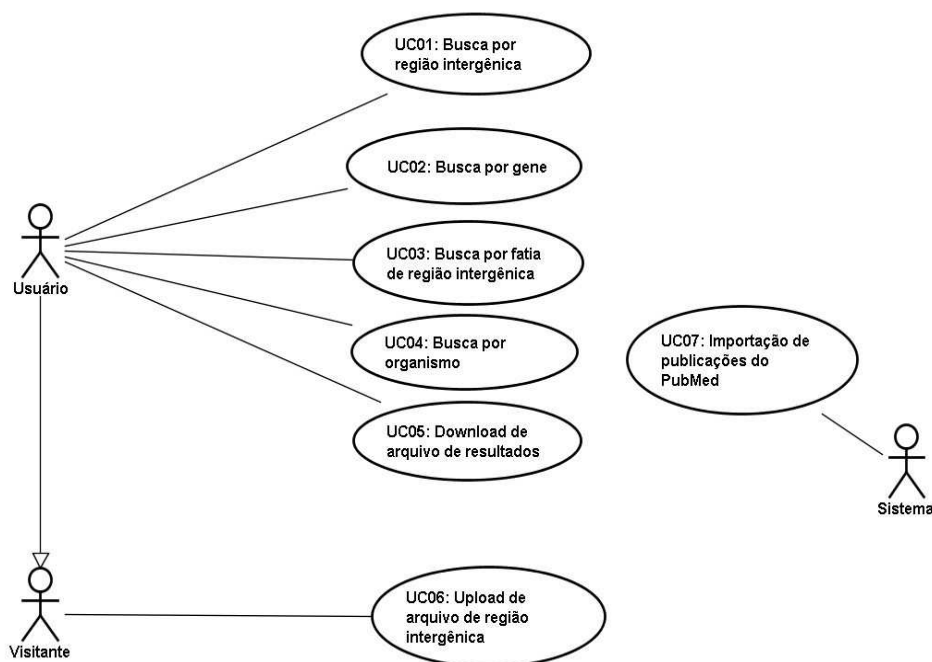 UC01: Busca por
região intergênica
UC02: Busca por gene
UC03: Busca por fatia
de região intergênica
Usuário
UC04: Busca por
organismo
UC07: Importação de
publicações do
PubMed
UC05: Download de
arquivo de resultados
Sistema
UC06: Upload de
arquivo de região
intergênica
Visitante